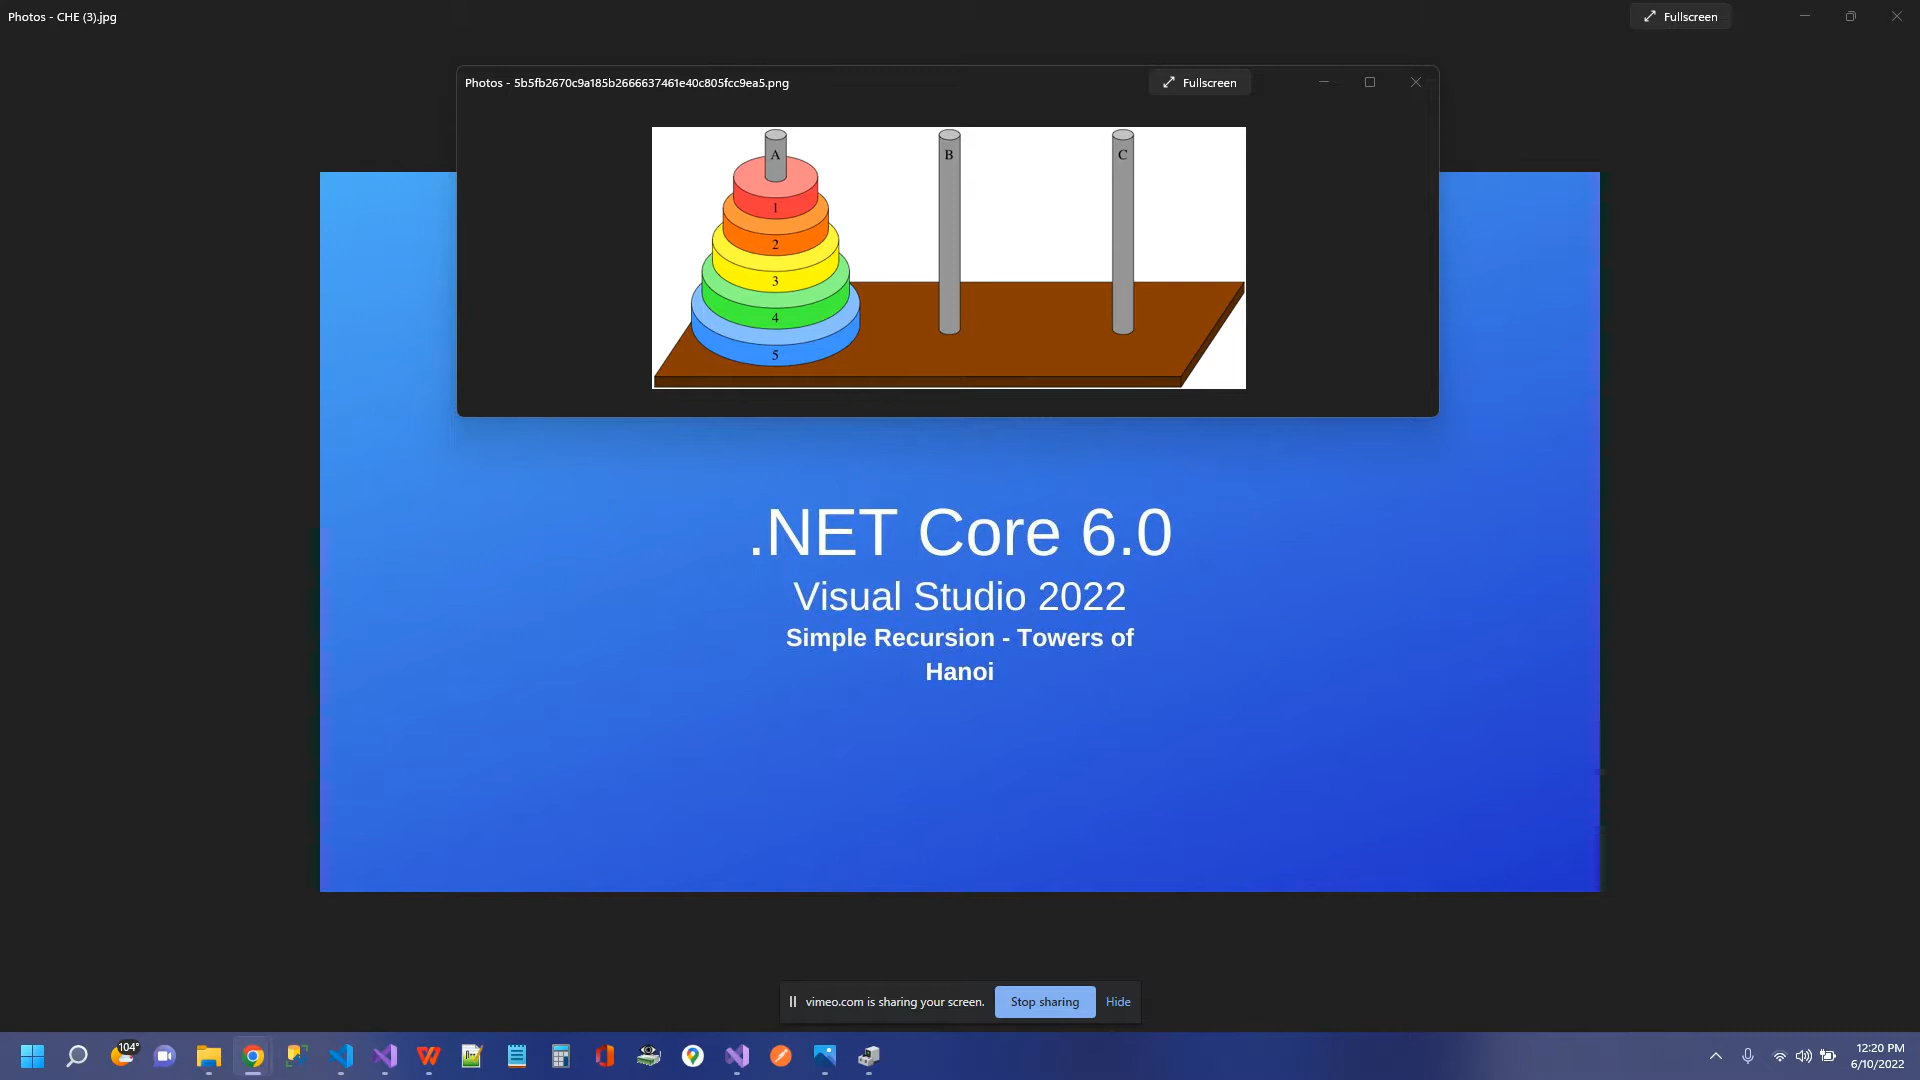 Photos - CHE (3).jpg
Fullscreen
Photos - 5b5fb2670c9a185b2666637461e40c805fcc9ea5.png
Fullscreen
A
B
C
1
2
3
4
5
.NET Core 6.0
Visual Studio 2022
Simple Recursion - Towers of
Hanoi
vimeo.com is sharing your screen.
Stop sharing
Hide
104°
12:20 PM
6/10/2022